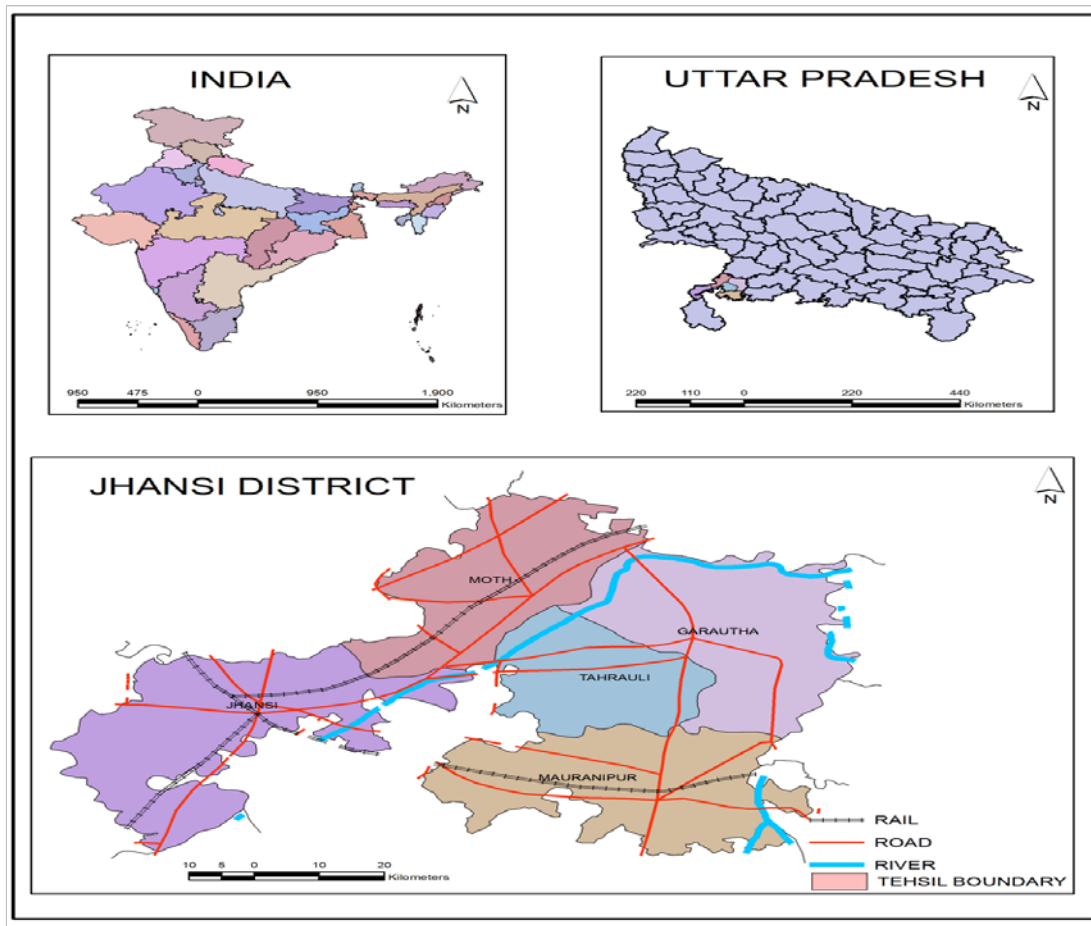 INDIA
N
950 475 0 950 1,900
Kilometers
UTTAR PRADESH
N
220 110 0 220 440
Kilometers
JHANSI DISTRICT
N
MOTH
GARAUTHA
TAHRAULI
JHANSI
MAURANIPUR
RAIL
ROAD
RIVER
TEHSIL BOUNDARY
10 5 0 10 20
Kilometers